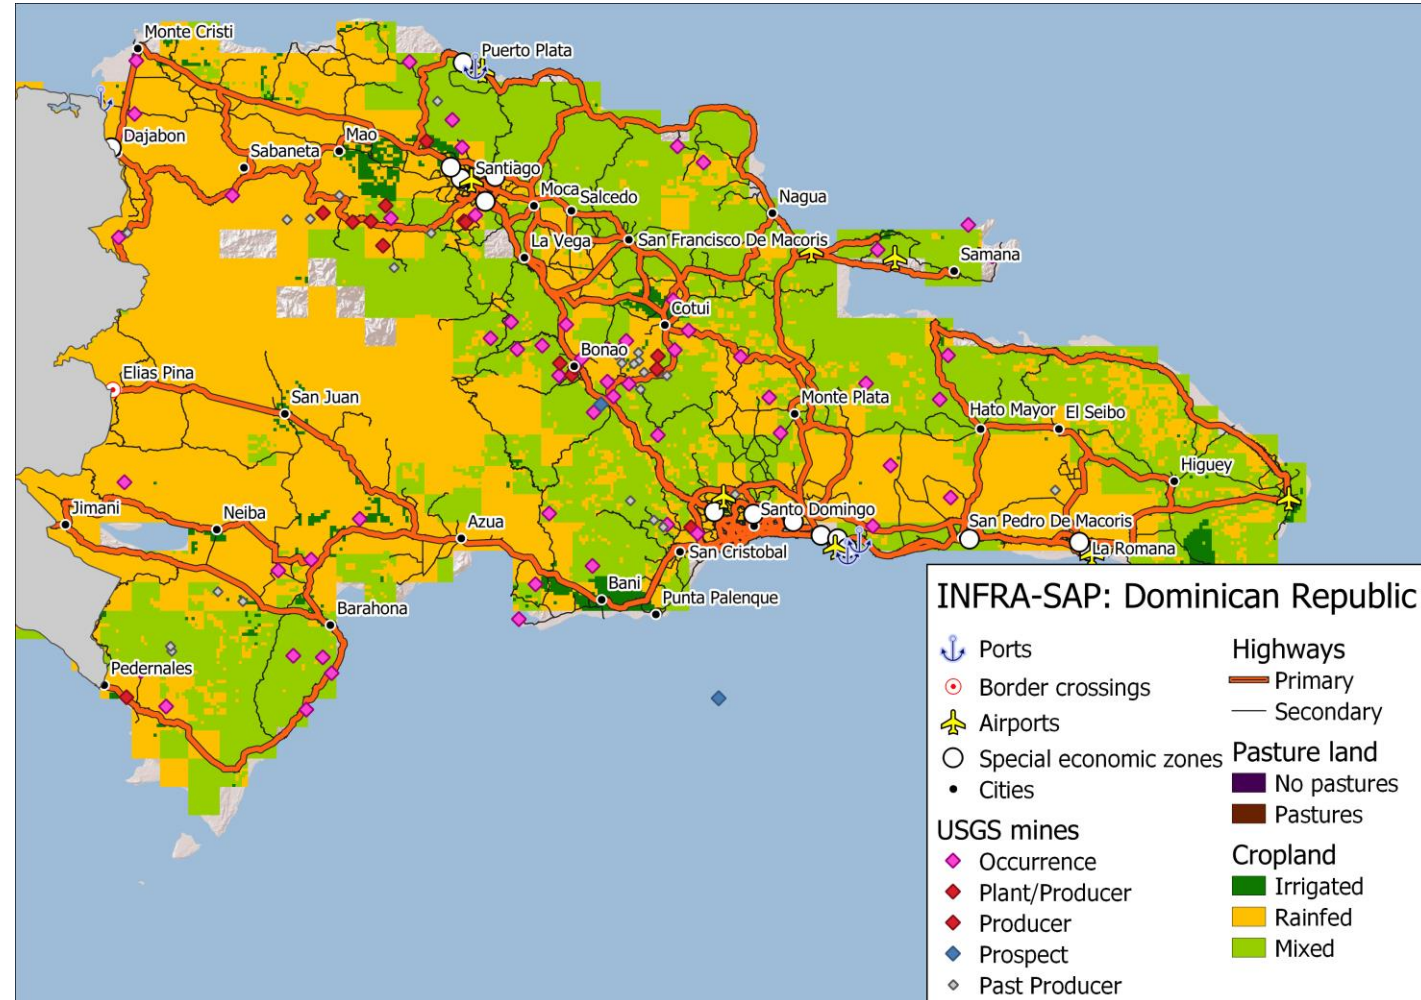 Monte Cristi
Puerto Plata
Dajabon
Mao
Sabaneta
Santiago
Moca
Salcedo
Nagua
La Vega
San Francisco De Macoris
Samana
Cotui
Bonao
Elias Pina
San Juan
Monte Plata
Hato Mayor
El Seibo
Higuey
Jimani
Neiba
Azua
Santo Domingo
San Pedro De Macoris
San Cristobal
La Romana
Bani
Punta Palenque
Barahona
Pedernales
INFRA-SAP: Dominican Republic
Ports
Border crossings
Airports
Special economic zones
Cities
USGS mines
Occurrence
Plant/Producer
Producer
Prospect
Past Producer
Highways
Primary
Secondary
Pasture land
No pastures
Pastures
Cropland
Irrigated
Rainfed
Mixed